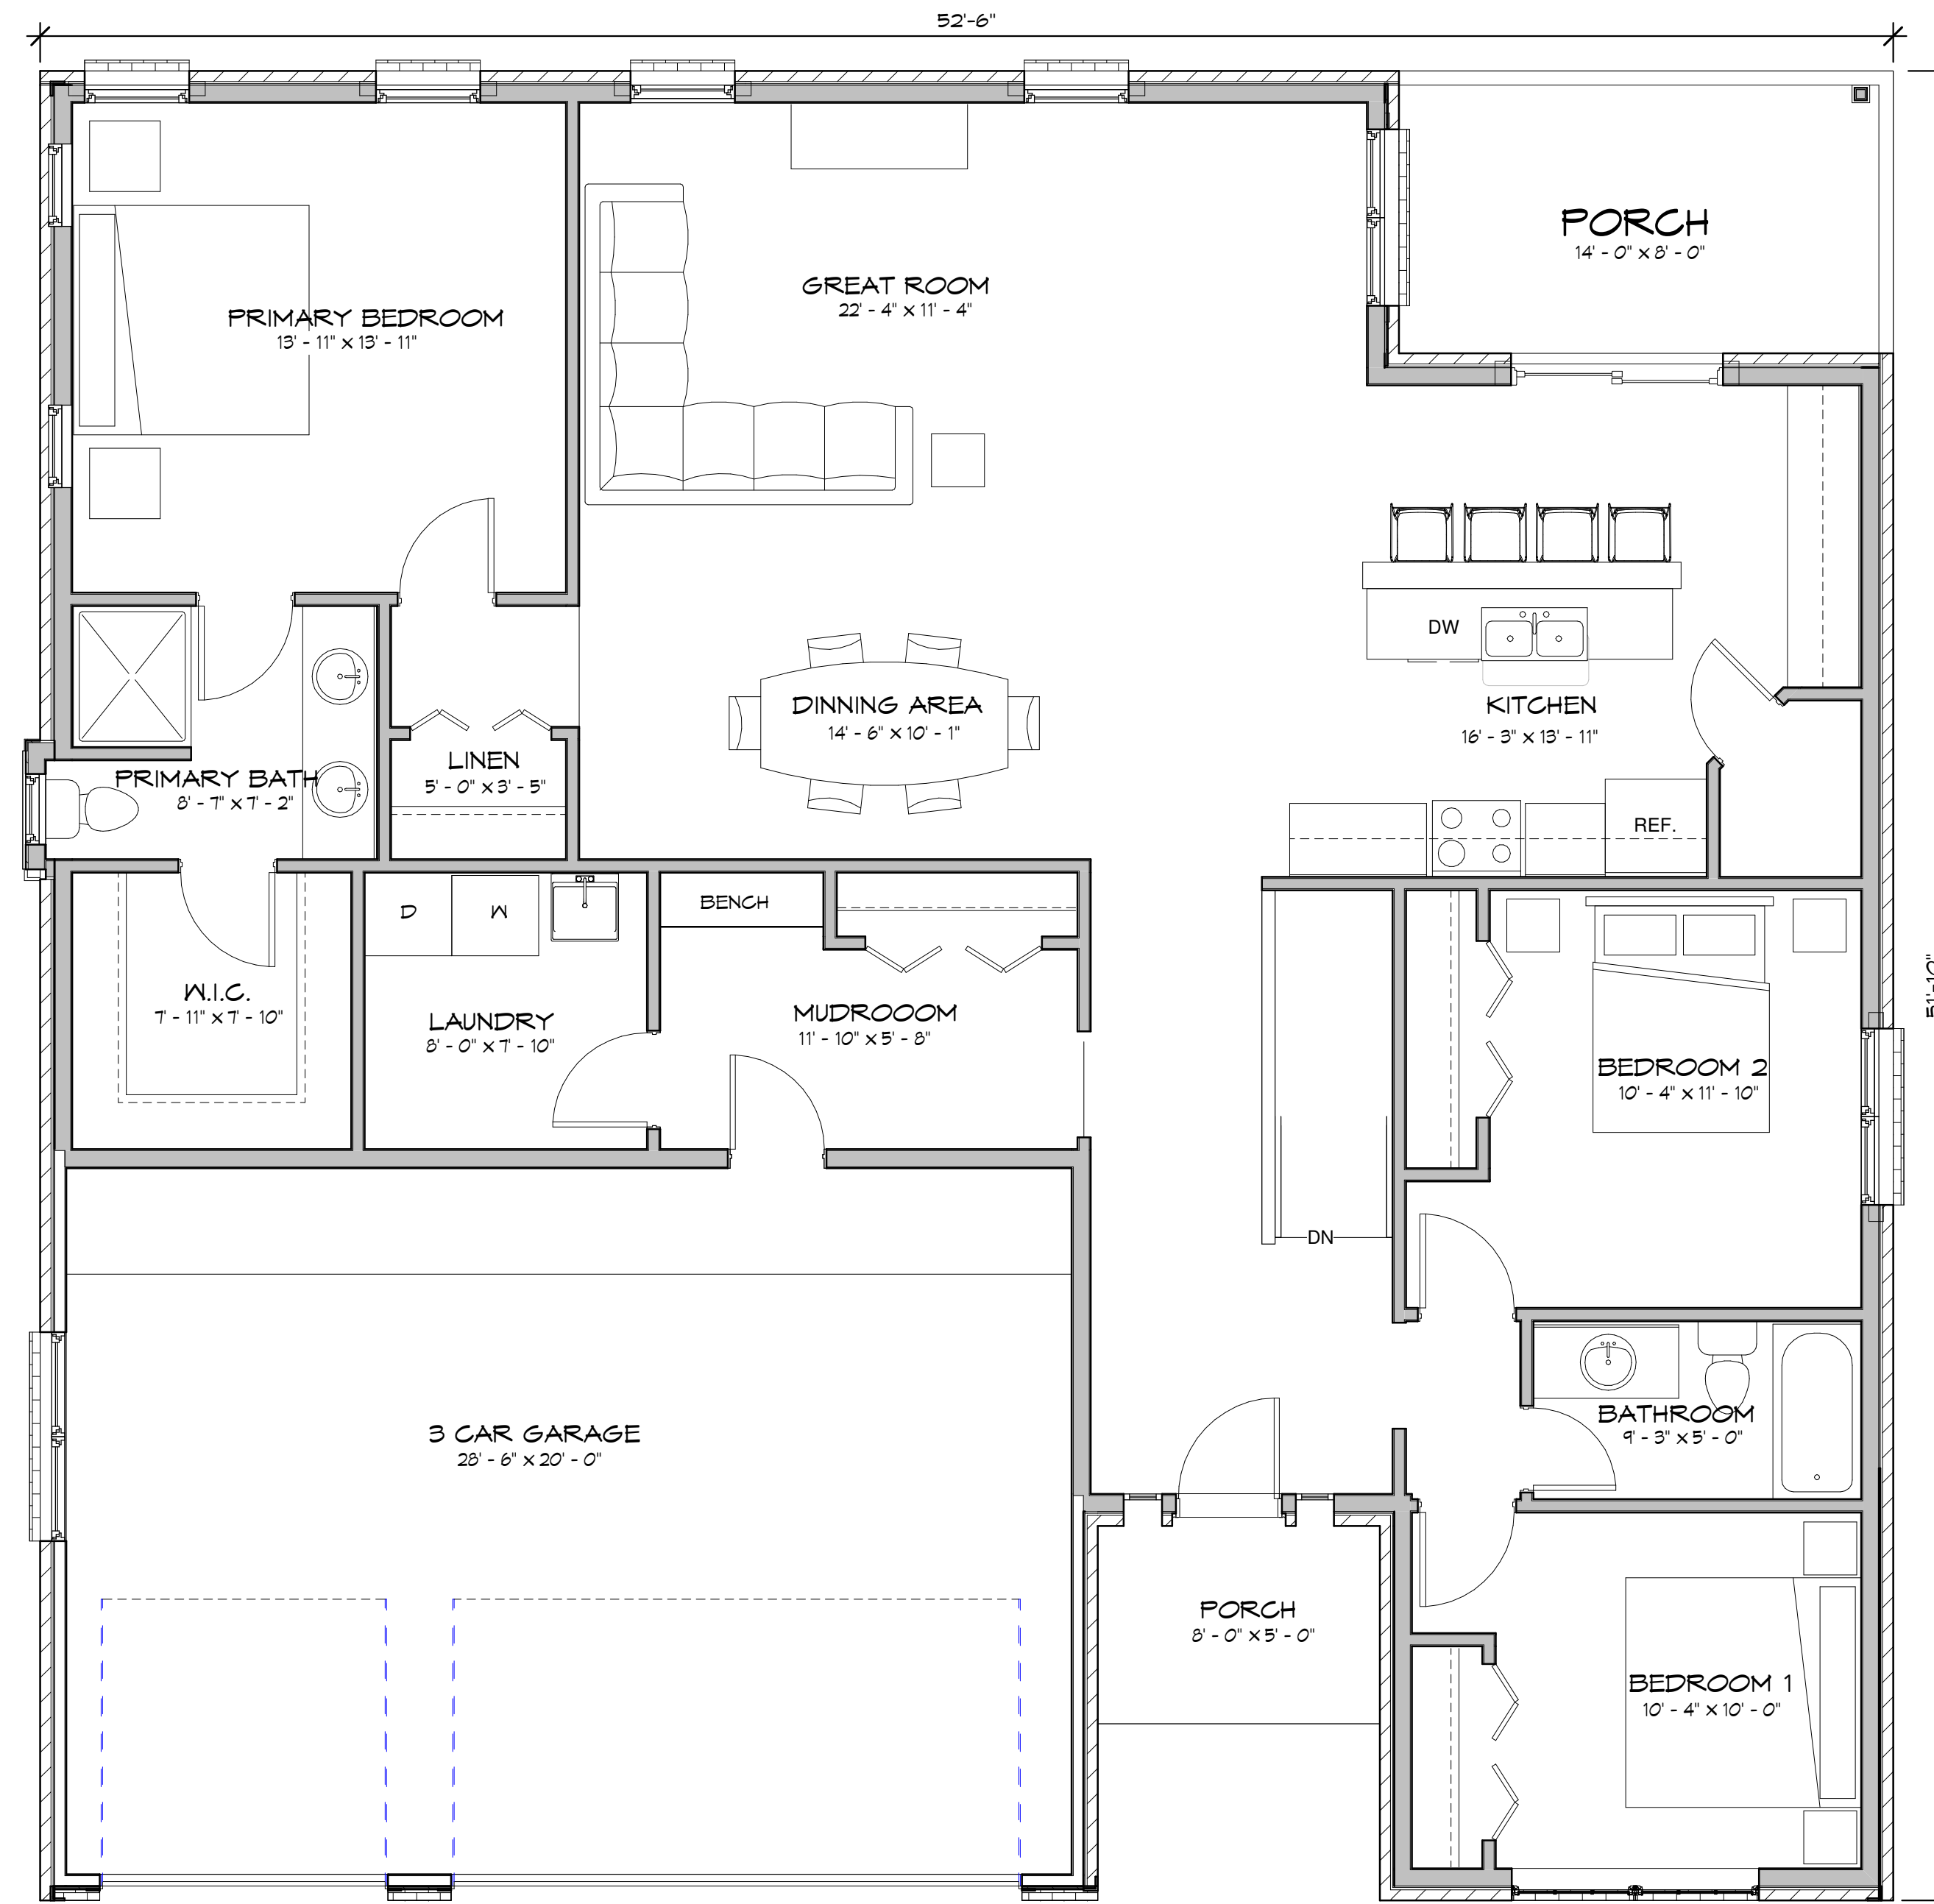 52'-6"
PORCH
14' - 0" x 8' - 0"
GREAT ROOM
22' - 4" x 11' - 4"
PRIMARY BEDROOM
13' - 11" x 13' - 11"
DW
DINNING AREA
14' - 6" x 10' - 1"
KITCHEN
16' - 3" x 13' - 11"
LINEN
5' - 0" x 3' - 5"
PRIMARY BATH
8' - 7" x 7' - 2"
REF.
D
W
BENCH
51'-10"
W.I.C.
7' - 11" x 7' - 10"
LAUNDRY
8' - 0" x 7' - 10"
MUDROOOM
11' - 10" x 5' - 8"
BEDROOM 2
10' - 4" x 11' - 10"
DN
3 CAR GARAGE
28' - 6" x 20' - 0"
BATHROOM
9' - 3" x 5' - 0"
PORCH
8' - 0" x 5' - 0"
BEDROOM 1
10' - 4" x 10' - 0"